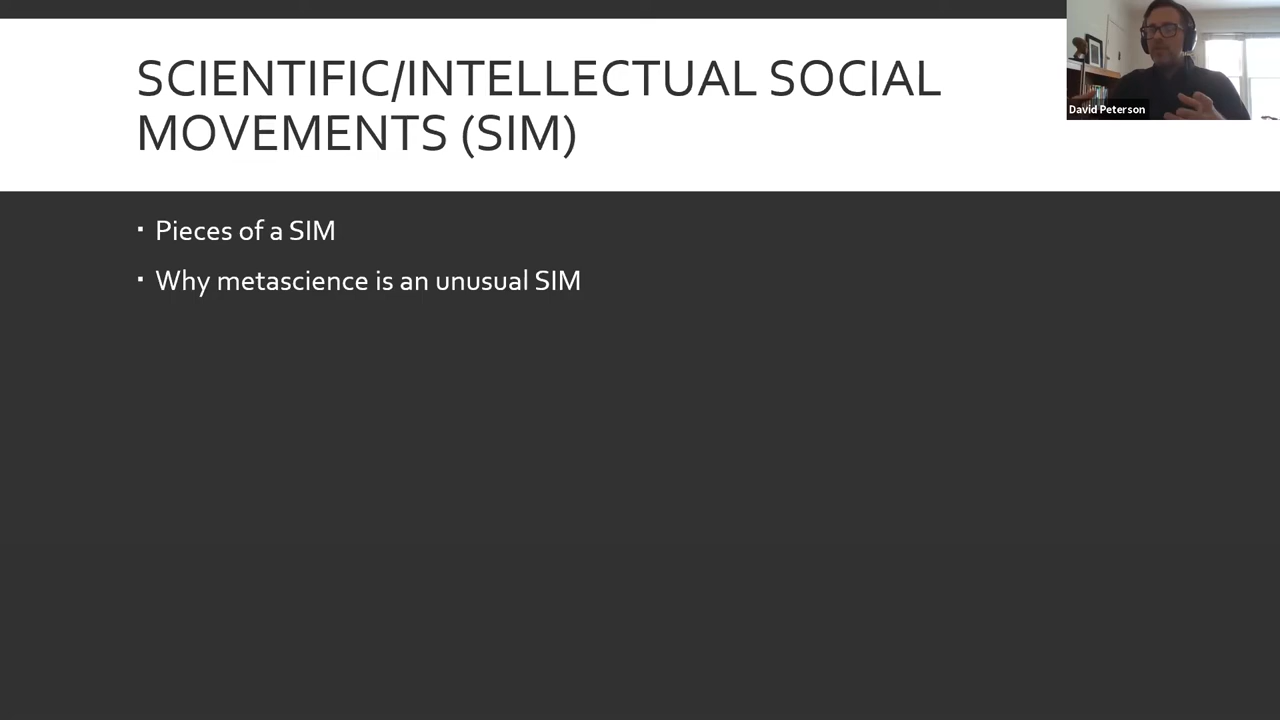 SCIENTIFIC/INTELLECTUAL SOCIAL
MOVEMENTS (SIM)
David Peterson
▪ Pieces of a SIM
▪ Why metascience is an unusual SIM